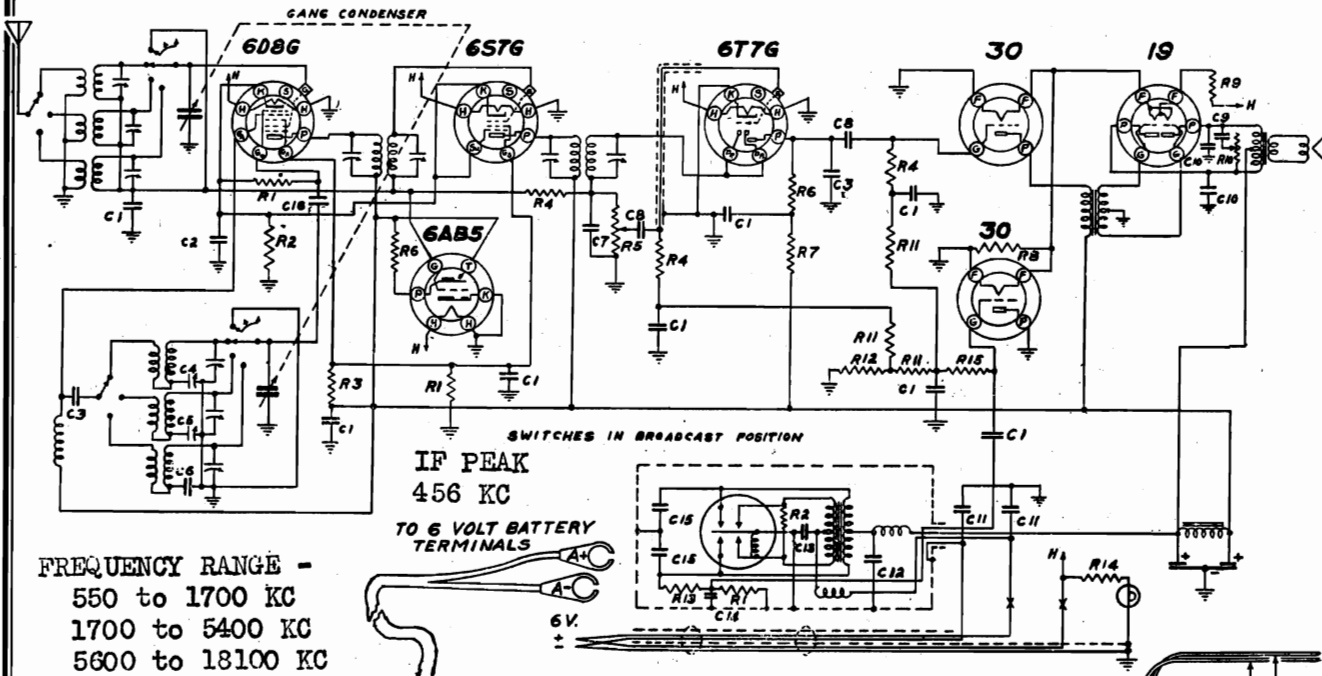 GANG CONDENSER
6D8G
6S7G
6T7G
30
19
H
K
S
G
H
H
P
H
K
S
H
H
P
H
K
S
H
H
P
F
F
G
P
F
F
P
P
G
G
R9
H
C9
C10
R10
C10
C8
C3
R4
C1
R6
R1
C16
R4
C8
C7
R5
C1
C1
C2
R2
R6
6AB5
G
T
P
K
H
H
H
R4
R7
R11
30
R8
F
F
G
P
C1
R11
R12
R11
R15
C1
C3
C4
C5
C6
R3
R1
C1
C1
C1
SWITCHES IN BROADCAST POSITION
IF PEAK
456 KC
TO 6 VOLT BATTERY
TERMINALS
A+
A-
C15
C15
R2
C13
C12
C11
C11
R13
R1
C14
H
R14
6V.
+
-
FREQUENCY RANGE -
550 to 1700 KC
1700 to 5400 KC
5600 to 18100 KC